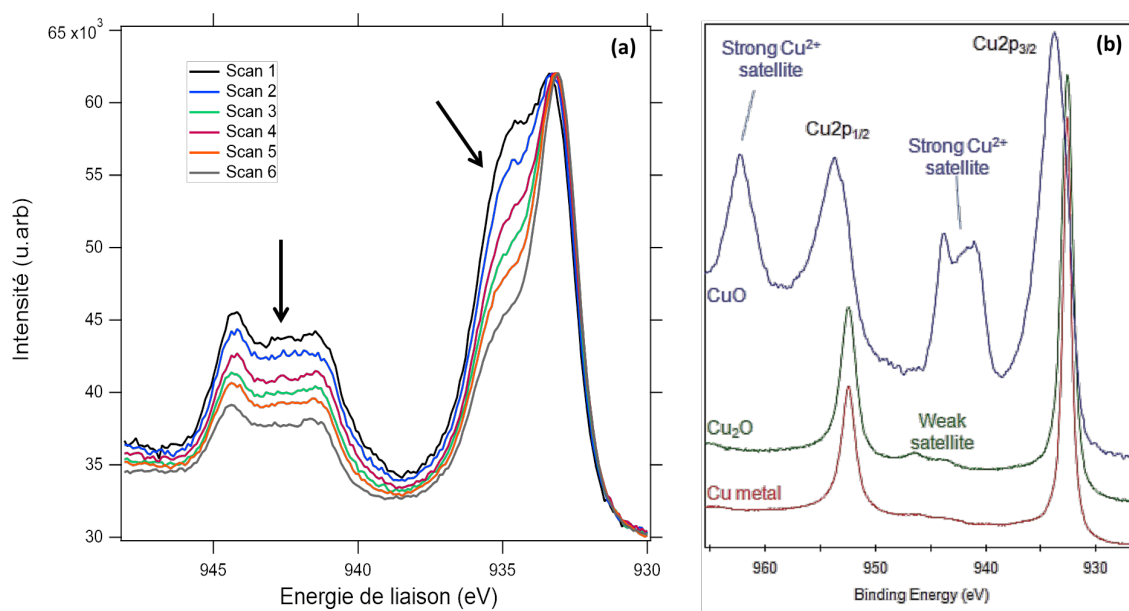 65 x10³
60
55
50
45
40
35
30
Intensité (u.arb)
(a)
Scan 1
Scan 2
Scan 3
Scan 4
Scan 5
Scan 6
945
940
935
930
Energie de liaison (eV)
(b)
Strong Cu²⁺
satellite
Cu2p₃/₂
Cu2p₁/₂
Strong Cu²⁺
satellite
CuO
Cu₂O
Weak
satellite
Cu metal
960
950
940
930
Binding Energy (eV)